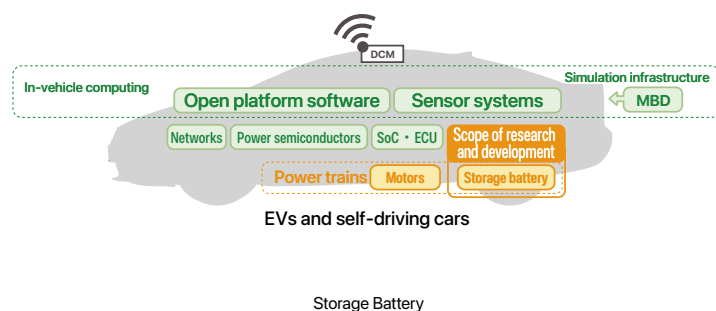 DCM
In-vehicle computing
Simulation infrastructure
Open platform software
Sensor systems
MBD
Networks
Power semiconductors
SoC・ECU
Scope of research
and development
Power trains
Motors
Storage battery
EVs and self-driving cars
Storage Battery